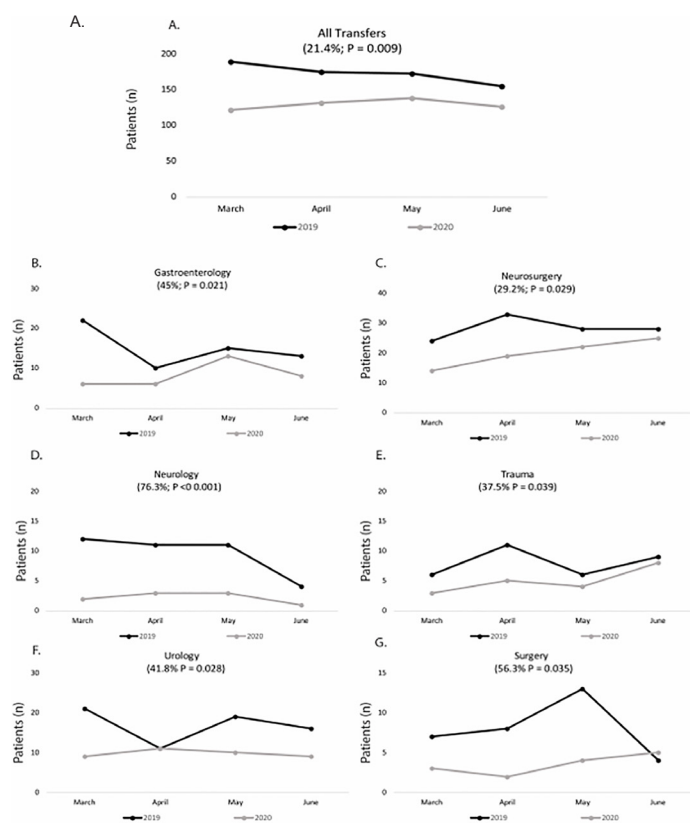 A.
A.
All Transfers
(21.4%; P = 0.009)
Patients (n)
200
150
100
50
0
March April May June
2019 2020
B.
Gastroenterology
(45%; P = 0.021)
Patients (n)
30
20
10
0
March April May June
2019 2020
C.
Neurosurgery
(29.2%; P = 0.029)
Patients (n)
40
30
20
10
0
March April May June
2019 2020
D.
Neurology
(76.3%; P <0 0.001)
Patients (n)
20
15
10
5
0
March April May June
2019 2020
E.
Trauma
(37.5% P = 0.039)
Patients (n)
20
15
10
5
0
March April May June
2019 2020
F.
Urology
(41.8% P = 0.028)
Patients (n)
30
20
10
0
March April May June
2019 2020
G.
Surgery
(56.3% P = 0.035)
Patients (n)
15
10
5
0
March April May June
2019 2020